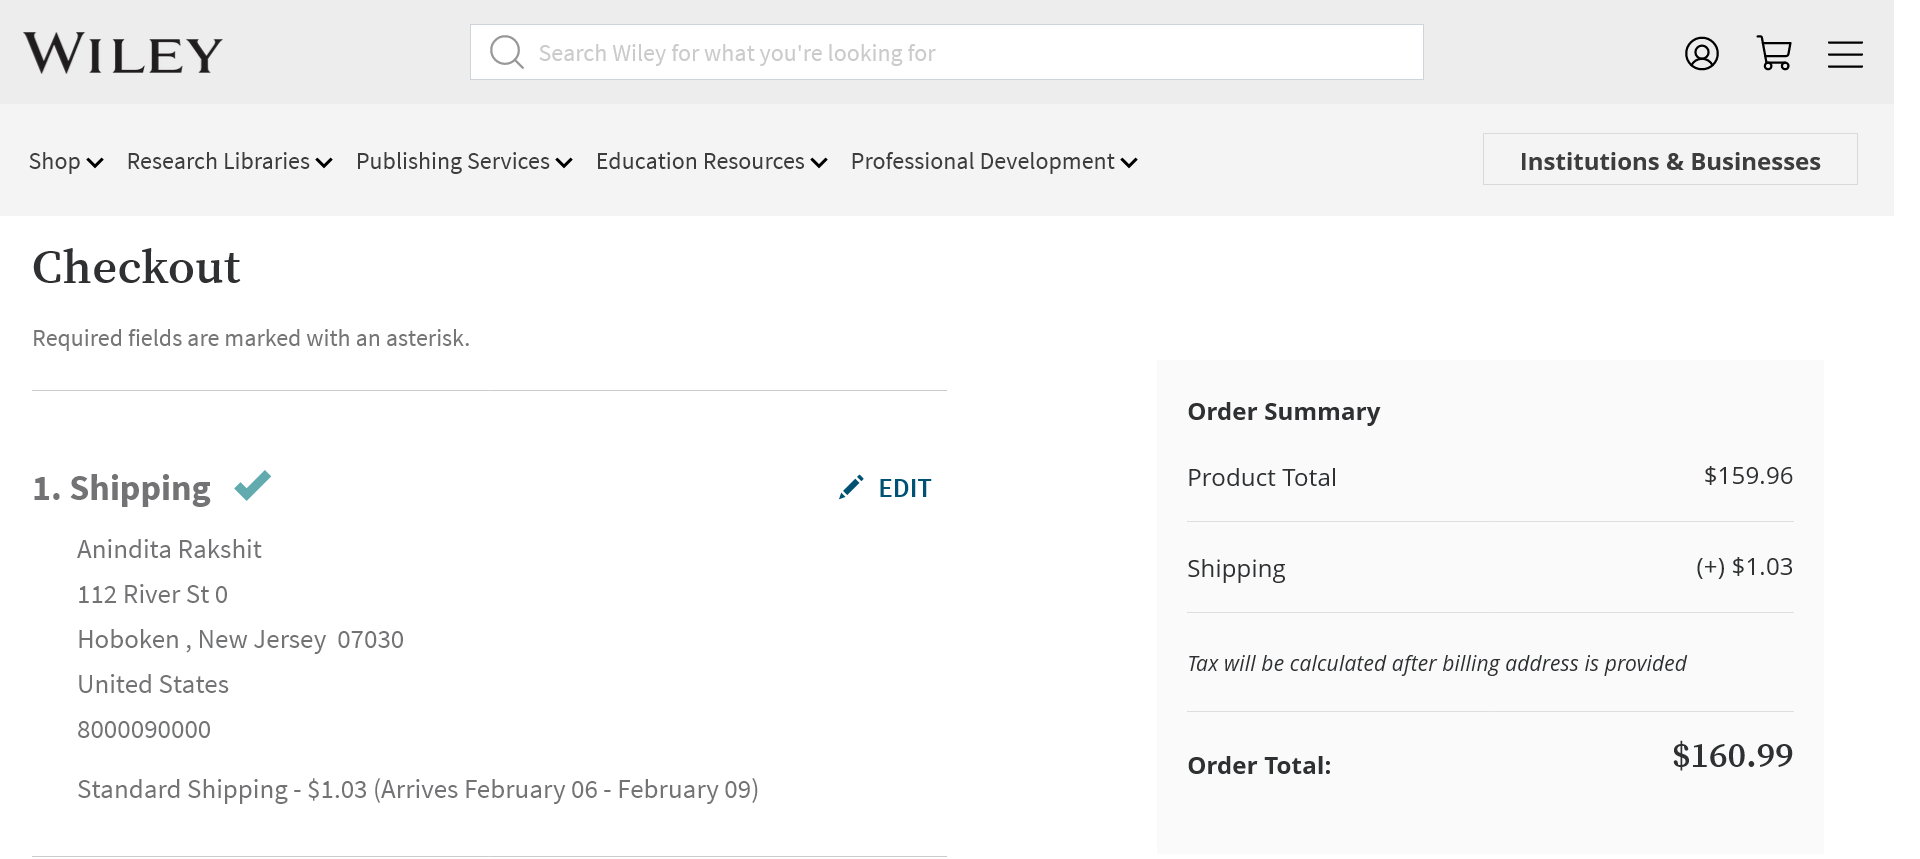 WILEY
Search Wiley for what you're looking for
Shop Research Libraries Publishing Services Education Resources Professional Development Institutions & Businesses
Checkout
Required fields are marked with an asterisk.
1. Shipping
EDIT
Anindita Rakshit
112 River St 0
Hoboken , New Jersey 07030
United States
8000090000
Standard Shipping - $1.03 (Arrives February 06 - February 09)
Order Summary
Product Total $159.96
Shipping (+) $1.03
Tax will be calculated after billing address is provided
Order Total: $160.99